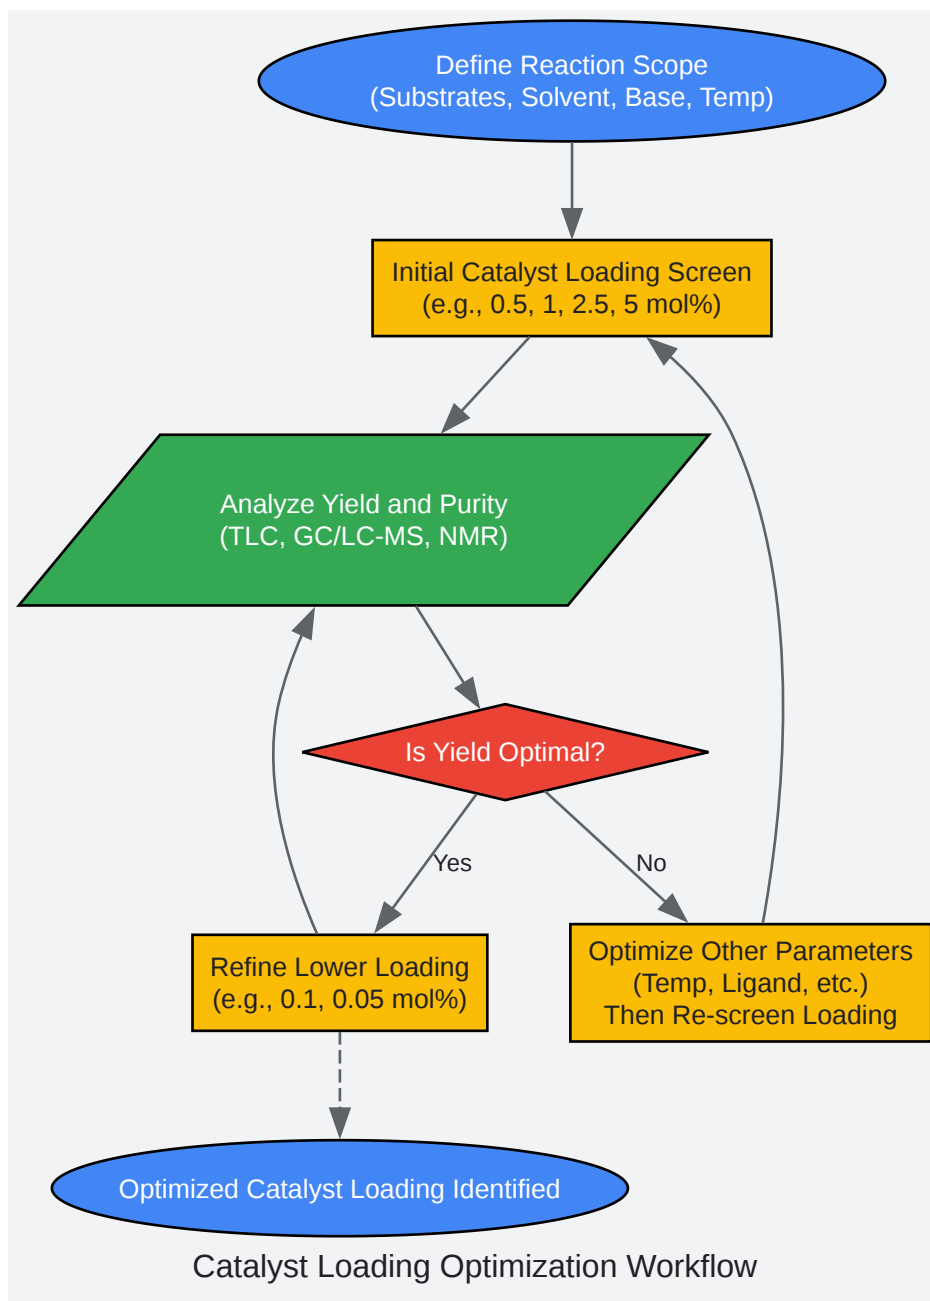 Define Reaction Scope
(Substrates, Solvent, Base, Temp)
Initial Catalyst Loading Screen
(e.g., 0.5, 1, 2.5, 5 mol%)
Analyze Yield and Purity
(TLC, GC/LC-MS, NMR)
Is Yield Optimal?
Yes
No
Refine Lower Loading
(e.g., 0.1, 0.05 mol%)
Optimize Other Parameters
(Temp, Ligand, etc.)
Then Re-screen Loading
Optimized Catalyst Loading Identified
Catalyst Loading Optimization Workflow